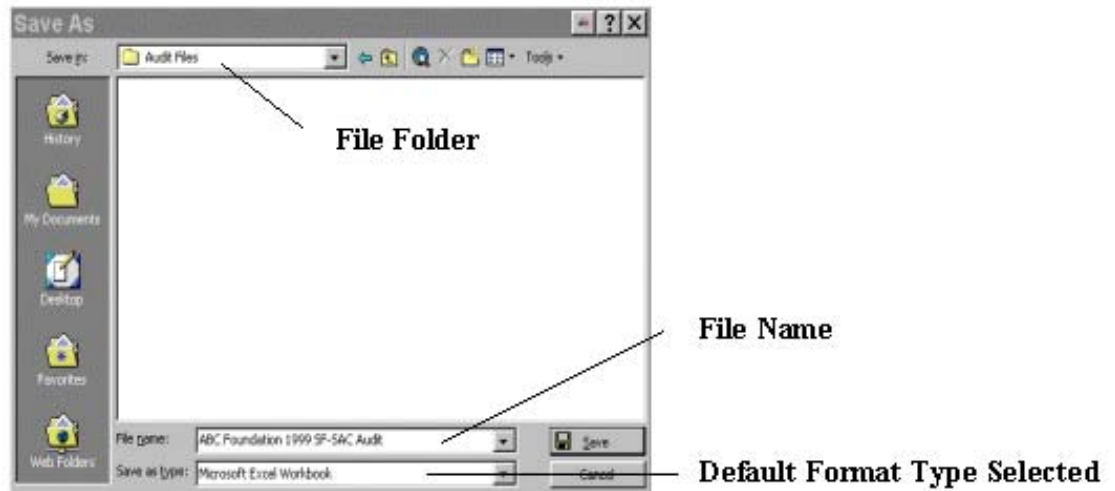 Save As
Save in: Audit Files Tools
File Folder
History
My Documents
Desktop
Favorites
Web Folders
File Name
File name: ABC Foundation 1999 SF-SAC Audit Save
Save as type: Microsoft Excel Workbook Cancel
Default Format Type Selected